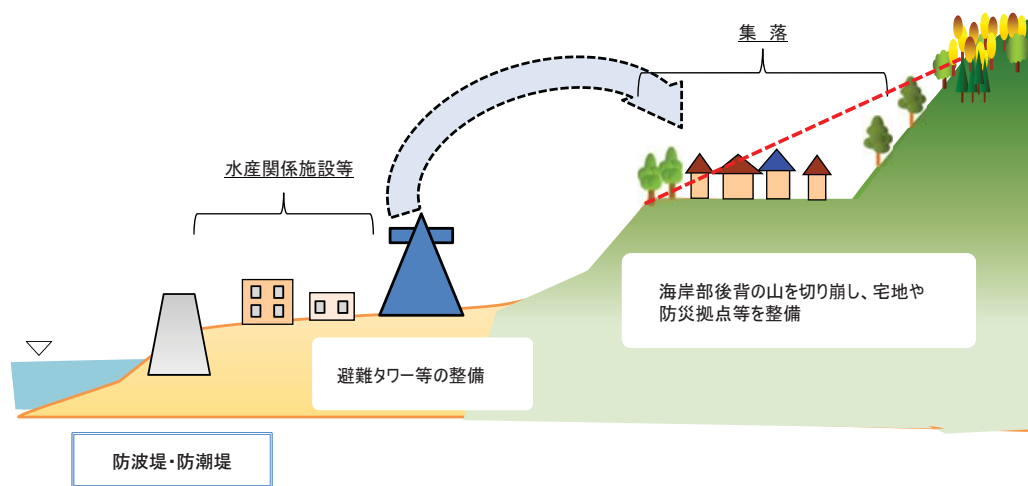 集 落
水産関係施設等
海岸部後背の山を切り崩し、宅地や
防災拠点等を整備
避難タワー等の整備
防波堤・防潮堤